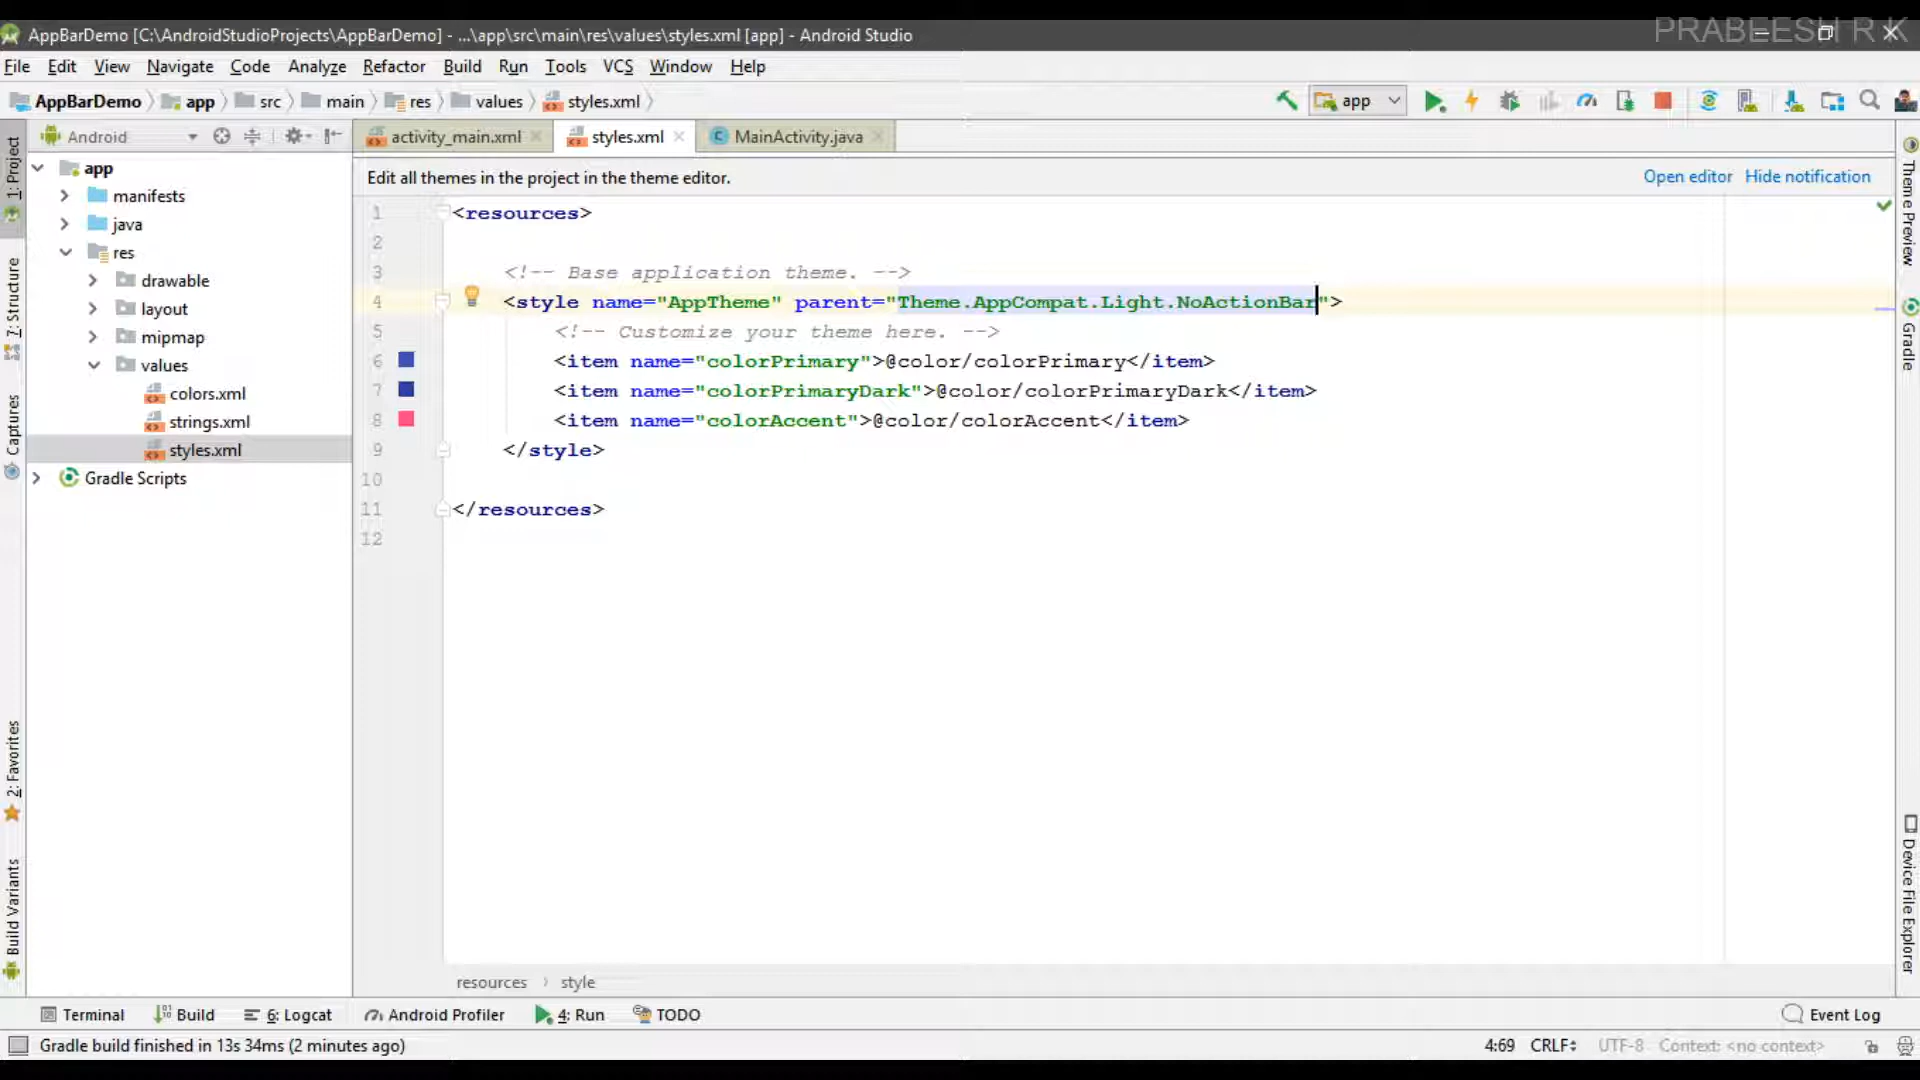 PRABEESH R K
AppBarDemo [C:\AndroidStudioProjects\AppBarDemo] - ...\app\src\main\res\values\styles.xml [app] - Android Studio
File Edit View Navigate Code Analyze Refactor Build Run Tools VCS Window Help
AppBarDemo app src main res values styles.xml
app
1: Project
7: Structure
Captures
2: Favorites
Build Variants
Android
app
manifests
java
res
drawable
layout
mipmap
values
colors.xml
strings.xml
styles.xml
Gradle Scripts
activity_main.xml styles.xml C MainActivity.java
Edit all themes in the project in the theme editor. Open editor Hide notification
1 <resources>
2
3 <!-- Base application theme. -->
4 <style name="AppTheme" parent="Theme.AppCompat.Light.NoActionBar">
5 <!-- Customize your theme here. -->
6 <item name="colorPrimary">@color/colorPrimary</item>
7 <item name="colorPrimaryDark">@color/colorPrimaryDark</item>
8 <item name="colorAccent">@color/colorAccent</item>
9 </style>
10
11 </resources>
12
resources style
Theme Preview
Gradle
Device File Explorer
Terminal Build 6: Logcat Android Profiler 4: Run TODO Event Log
Gradle build finished in 13s 34ms (2 minutes ago) 4:69 CRLF UTF-8 Context: <no context>